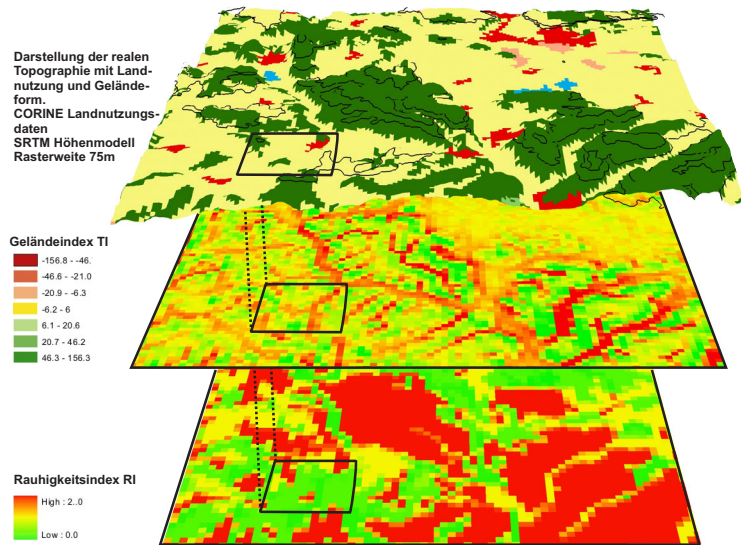 Darstellung der realen
Topographie mit Land-
nutzung und Gelände-
form.
CORINE Landnutzungs-
daten
SRTM Höhenmodell
Rasterweite 75m
Geländeindex TI
-156.8 - -46.
-46.6 - -21.0
-20.9 - -6.3
-6.2 - 6
6.1 - 20.6
20.7 - 46.2
46.3 - 156.3
Rauhigkeitsindex RI
High : 2..0
Low : 0.0